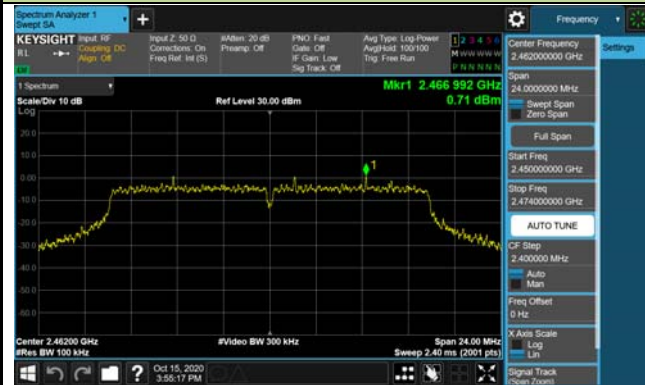 Spectrum Analyzer 1
Swept SA
+
Frequency
KEYSIGHT
RL
LV
Input: RF
Coupling: DC
Align: Off
Input Z: 50 Ω
Corrections: On
Freq Ref: Int (S)
#Atten: 20 dB
Preamp: Off
PNO: Fast
Gate: Off
IF Gain: Low
Sig Track: Off
Avg Type: Log-Power
Avg|Hold: 100/100
Trig: Free Run
1 2 3 4 5 6
M W W W W W
P N N N N N
Center Frequency
2.462000000 GHz
Settings
Span
24.0000000 MHz
Swept Span
Zero Span
Full Span
Start Freq
2.450000000 GHz
Stop Freq
2.474000000 GHz
AUTO TUNE
CF Step
2.400000 MHz
Auto
Man
Freq Offset
0 Hz
X Axis Scale
Log
Lin
Signal Track
(Span Zoom)
1 Spectrum
Scale/Div 10 dB
Log
Ref Level 30.00 dBm
Mkr1 2.466 992 GHz
0.71 dBm
20.0
10.0
0.00
-10.0
-20.0
-30.0
-40.0
-50.0
-60.0
1
Center 2.46200 GHz
#Res BW 100 kHz
#Video BW 300 kHz
Span 24.00 MHz
Sweep 2.40 ms (2001 pts)
?
Oct 15, 2020
3:55:17 PM